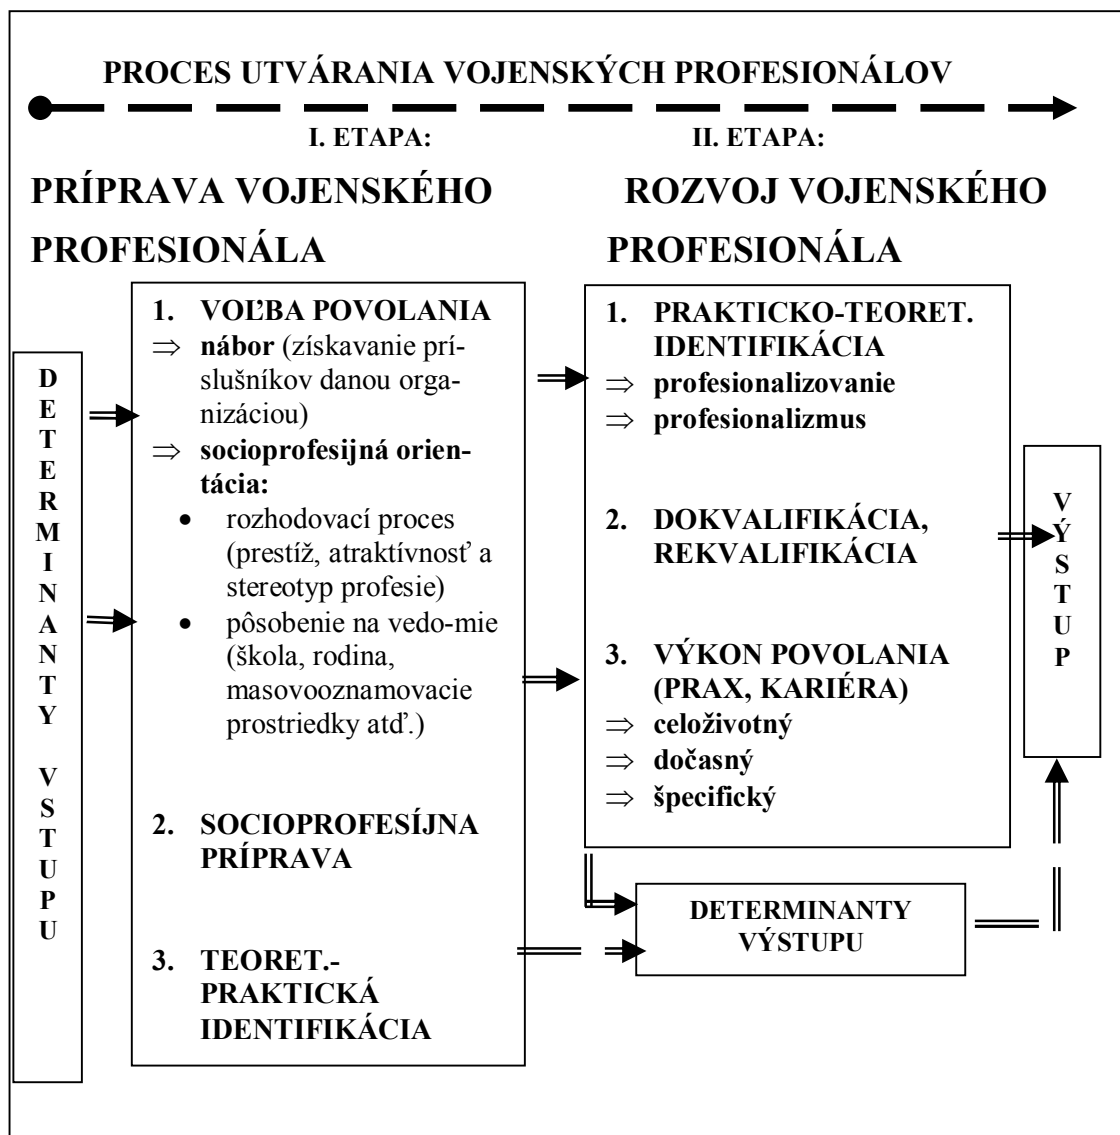 PROCES UTVÁRANIA VOJENSKÝCH PROFESIONÁLOV
I. ETAPA:
PRÍPRAVA VOJENSKÉHO
PROFESIONÁLA
II. ETAPA:
ROZVOJ VOJENSKÉHO
PROFESIONÁLA
DETERMINANTY VSTUPU
1. VOĽBA POVOLANIA
⇒ nábor (získavanie prí-
slušníkov danou orga-
nizáciou)
⇒ socioprofesijná orien-
tácia:
• rozhodovací proces
(prestíž, atraktívnosť a
stereotyp profesie)
• pôsobenie na vedo-mie
(škola, rodina,
masovooznamovacie
prostriedky atď.)
2. SOCIOPROFESÍJNA
PRÍPRAVA
3. TEORET.-
PRAKTICKÁ
IDENTIFIKÁCIA
1. PRAKTICKO-TEORET.
IDENTIFIKÁCIA
⇒ profesionalizovanie
⇒ profesionalizmus
2. DOKVALIFIKÁCIA,
REKVALIFIKÁCIA
3. VÝKON POVOLANIA
(PRAX, KARIÉRA)
⇒ celoživotný
⇒ dočasný
⇒ špecifický
DETERMINANTY
VÝSTUPU
VÝSTUP